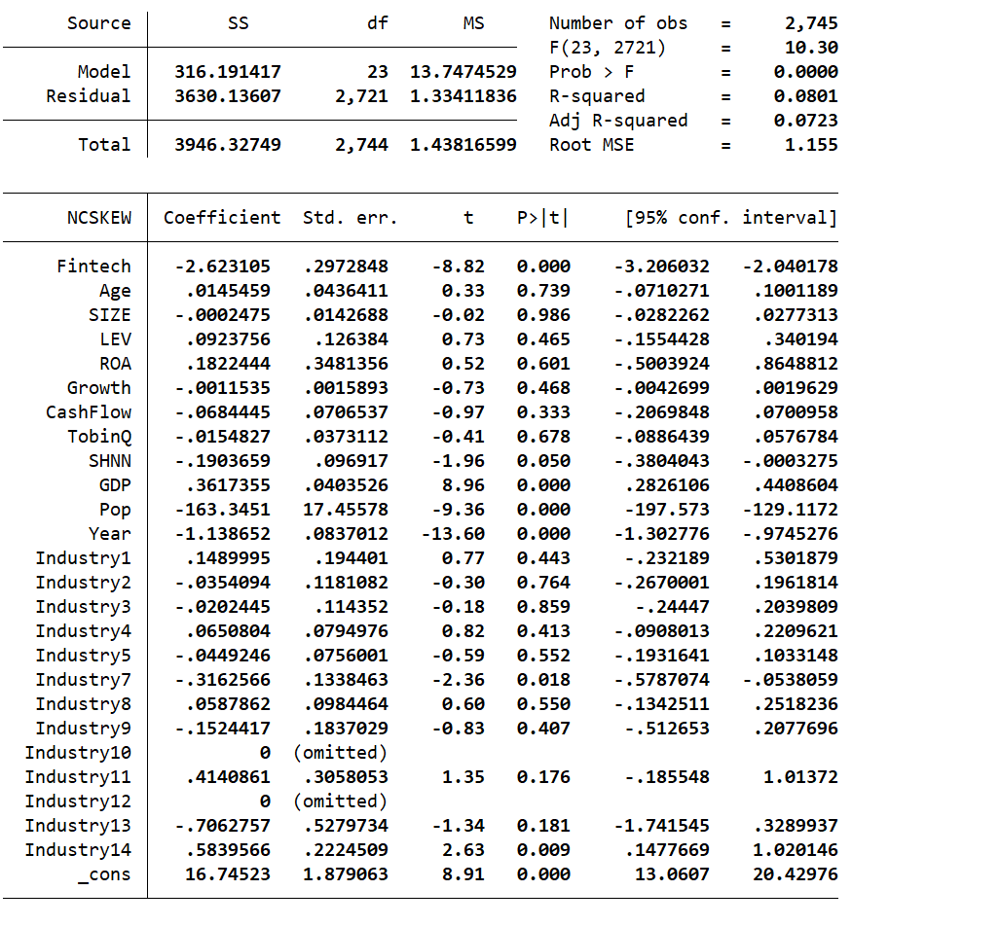 Source SS df MS Number of obs = 2,745
F(23, 2721) = 10.30
Model 316.191417 23 13.7474529 Prob > F = 0.0000
Residual 3630.13607 2,721 1.33411836 R-squared = 0.0801
Adj R-squared = 0.0723
Total 3946.32749 2,744 1.43816599 Root MSE = 1.155
NCSKEW Coefficient Std. err. t P>|t| [95% conf. interval]
Fintech -2.623105 .2972848 -8.82 0.000 -3.206032 -2.040178
Age .0145459 .0436411 0.33 0.739 -.0710271 .1001189
SIZE -.0002475 .0142688 -0.02 0.986 -.0282262 .0277313
LEV .0923756 .126384 0.73 0.465 -.1554428 .340194
ROA .1822444 .3481356 0.52 0.601 -.5003924 .8648812
Growth -.0011535 .0015893 -0.73 0.468 -.0042699 .0019629
CashFlow -.0684445 .0706537 -0.97 0.333 -.2069848 .0700958
TobinQ -.0154827 .0373112 -0.41 0.678 -.0886439 .0576784
SHNN -.1903659 .096917 -1.96 0.050 -.3804043 -.0003275
GDP .3617355 .0403526 8.96 0.000 .2826106 .4408604
Pop -163.3451 17.45578 -9.36 0.000 -197.573 -129.1172
Year -1.138652 .0837012 -13.60 0.000 -1.302776 -.9745276
Industry1 .1489995 .194401 0.77 0.443 -.232189 .5301879
Industry2 -.0354094 .1181082 -0.30 0.764 -.2670001 .1961814
Industry3 -.0202445 .114352 -0.18 0.859 -.24447 .2039809
Industry4 .0650804 .0794976 0.82 0.413 -.0908013 .2209621
Industry5 -.0449246 .0756001 -0.59 0.552 -.1931641 .1033148
Industry7 -.3162566 .1338463 -2.36 0.018 -.5787074 -.0538059
Industry8 .0587862 .0984464 0.60 0.550 -.1342511 .2518236
Industry9 -.1524417 .1837029 -0.83 0.407 -.512653 .2077696
Industry10 0 (omitted)
Industry11 .4140861 .3058053 1.35 0.176 -.185548 1.01372
Industry12 0 (omitted)
Industry13 -.7062757 .5279734 -1.34 0.181 -1.741545 .3289937
Industry14 .5839566 .2224509 2.63 0.009 .1477669 1.020146
_cons 16.74523 1.879063 8.91 0.000 13.0607 20.42976